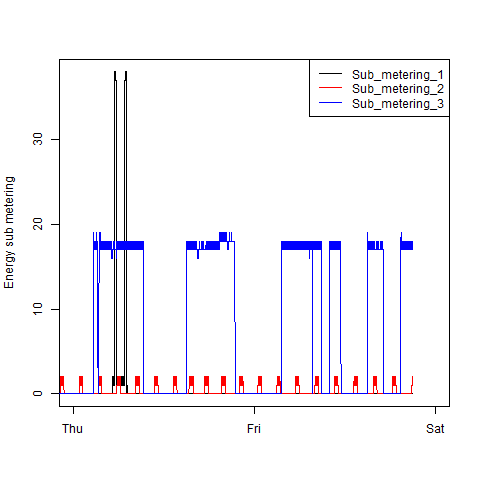 Sub_metering_1
Sub_metering_2
Sub_metering_3
Energy sub metering
30
20
10
0
Thu Fri Sat